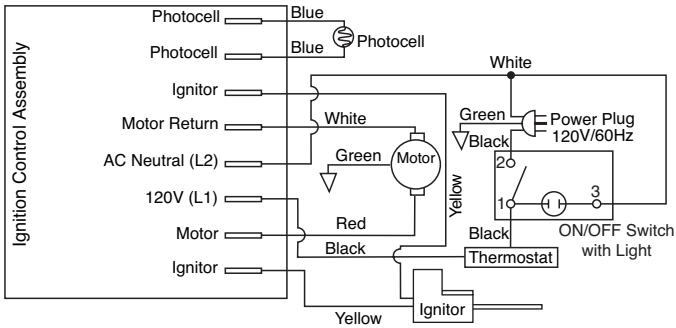 Ignition Control Assembly
Photocell
Blue
Photocell
Photocell
Blue
Ignitor
White
Motor Return
White
Green
Power Plug
120V/60Hz
Black
AC Neutral (L2)
Green
Motor
2
Yellow
120V (L1)
1
3
Red
Black
ON/OFF Switch
with Light
Motor
Black
Thermostat
Ignitor
Yellow
Ignitor